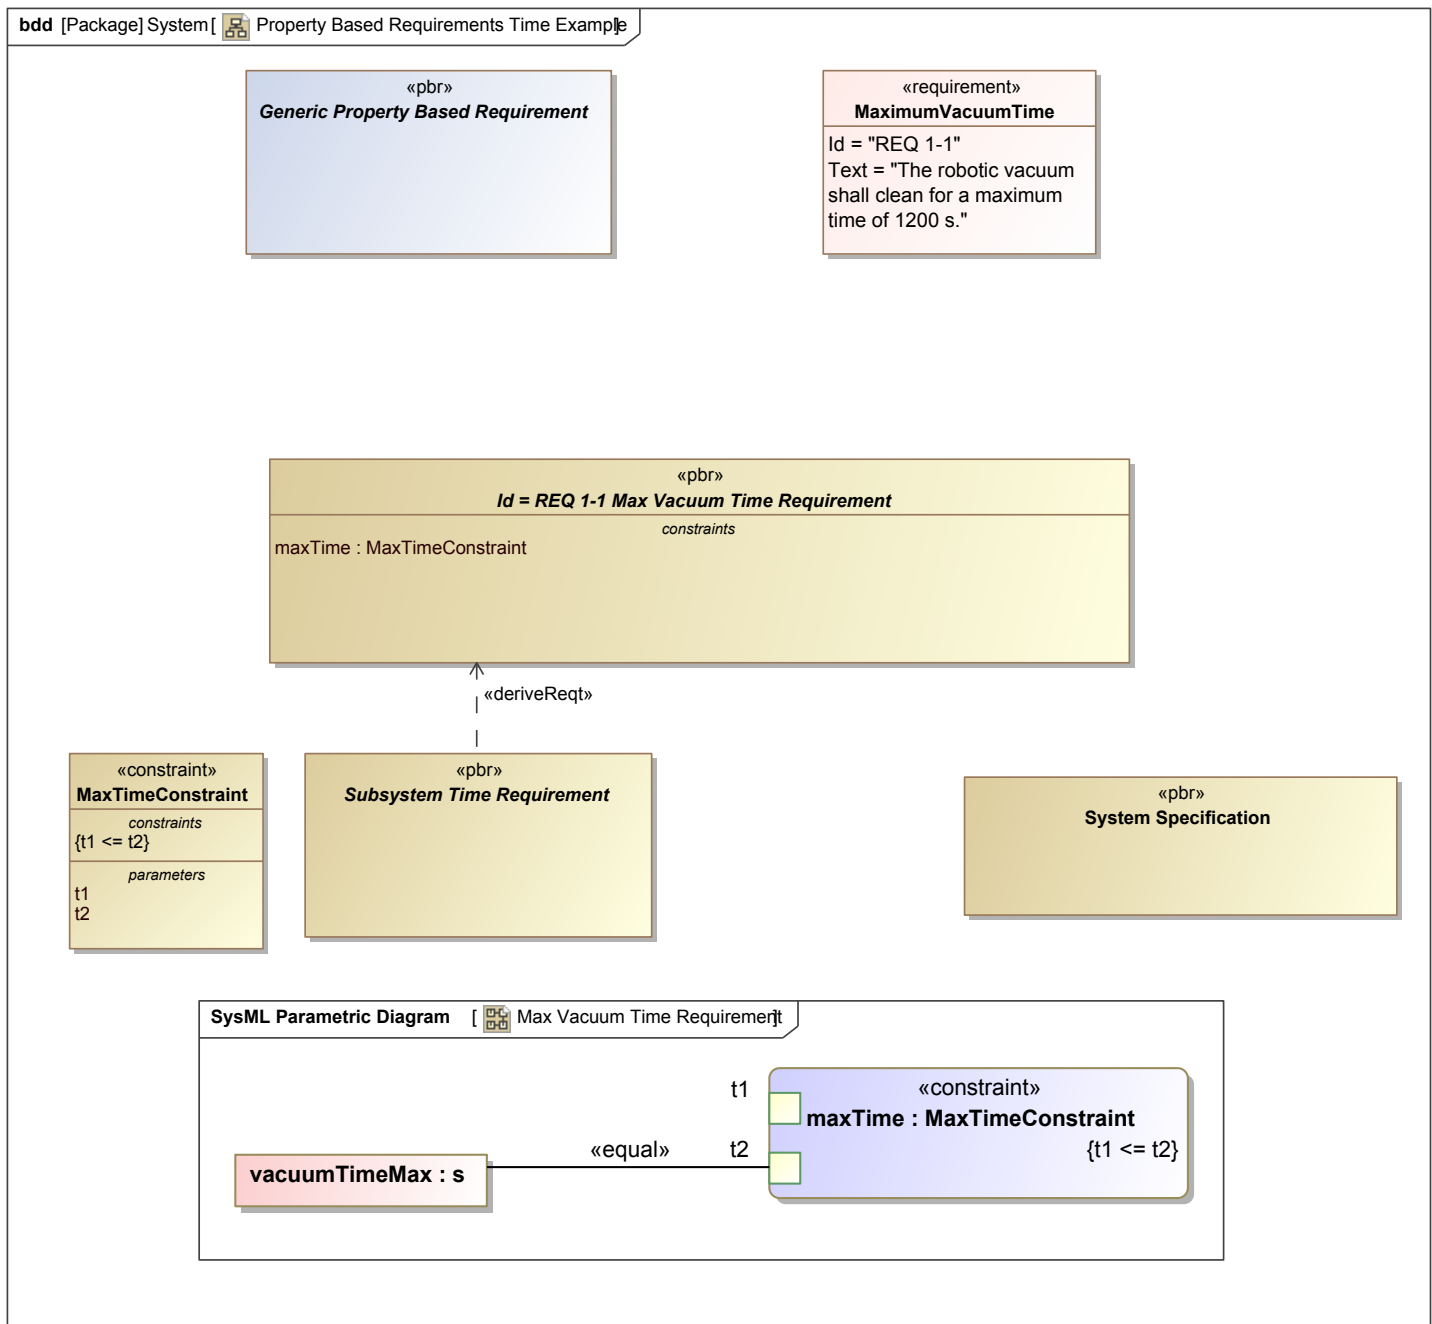 bdd [Package] System [ Property Based Requirements Time Example ]
«pbr»
Generic Property Based Requirement
«requirement»
MaximumVacuumTime
Id = "REQ 1-1"
Text = "The robotic vacuum
shall clean for a maximum
time of 1200 s."
«pbr»
Id = REQ 1-1 Max Vacuum Time Requirement
constraints
maxTime : MaxTimeConstraint
«deriveReqt»
«constraint»
MaxTimeConstraint
constraints
{t1 <= t2}
parameters
t1
t2
«pbr»
Subsystem Time Requirement
«pbr»
System Specification
SysML Parametric Diagram [ Max Vacuum Time Requirement ]
t1
«constraint»
maxTime : MaxTimeConstraint
{t1 <= t2}
«equal»
t2
vacuumTimeMax : s